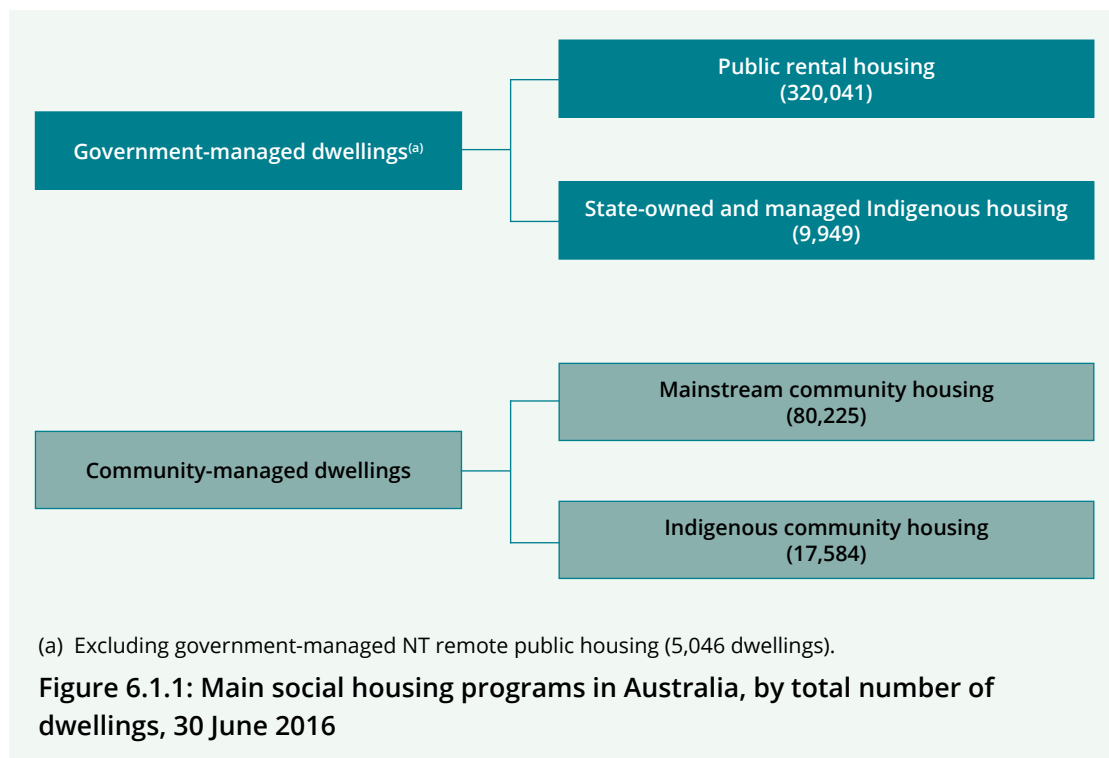 Public rental housing
(320,041)
Government-managed dwellings(a)
State-owned and managed Indigenous housing
(9,949)
Mainstream community housing
(80,225)
Community-managed dwellings
Indigenous community housing
(17,584)
(a) Excluding government-managed NT remote public housing (5,046 dwellings).
Figure 6.1.1: Main social housing programs in Australia, by total number of
dwellings, 30 June 2016